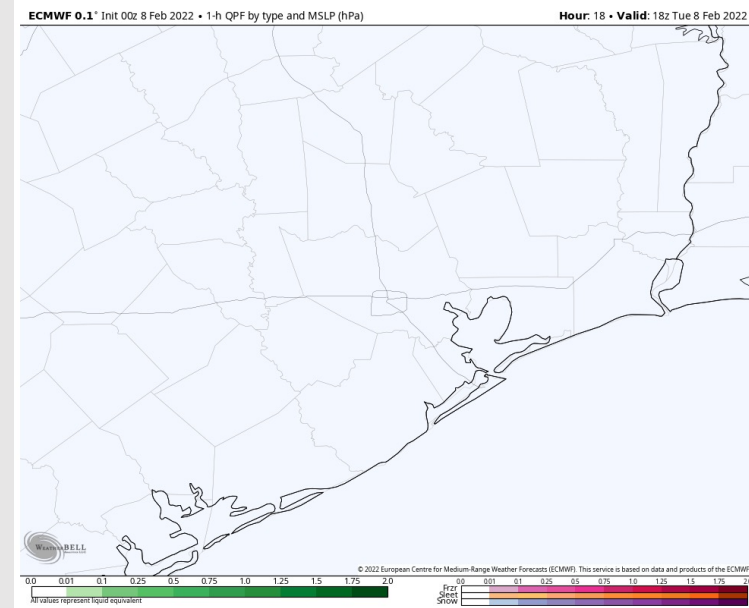 ECMWF 0.1° Init 00z 8 Feb 2022 • 1-h QPF by type and MSLP (hPa) Hour: 18 • Valid: 18z Tue 8 Feb 2022
WEATHERBELL
© 2022 European Centre for Medium-Range Weather Forecasts (ECMWF). This service is based on data and products of the ECMWF
0.0 0.01 0.1 0.25 0.5 0.75 1.0 1.25 1.5 1.75 2.0
All values represent liquid equivalent
0.0 0.01 0.1 0.25 0.5 0.75 1.0 1.25 1.5 1.75 2.0
Frzr
Sleet
Snow